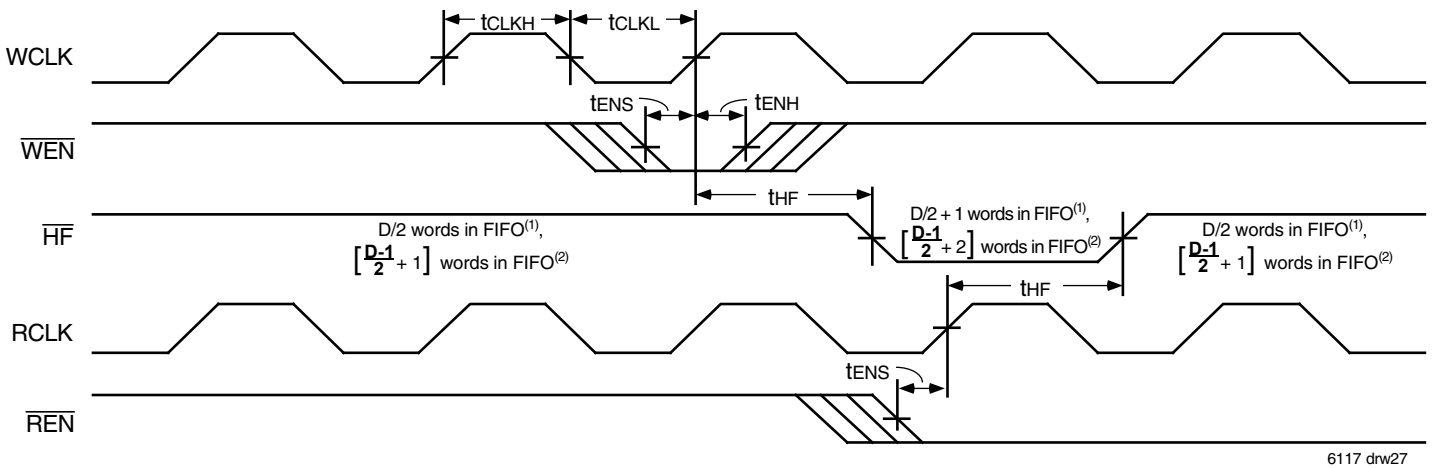 tCLKH tCLKL
WCLK
tENS tENH
WEN
tHF
HF
D/2 words in FIFO(1),
[D-1/2 + 1] words in FIFO(2)
D/2 + 1 words in FIFO(1),
[D-1/2 + 2] words in FIFO(2)
D/2 words in FIFO(1),
[D-1/2 + 1] words in FIFO(2)
tHF
RCLK
tENS
REN
6117 drw27